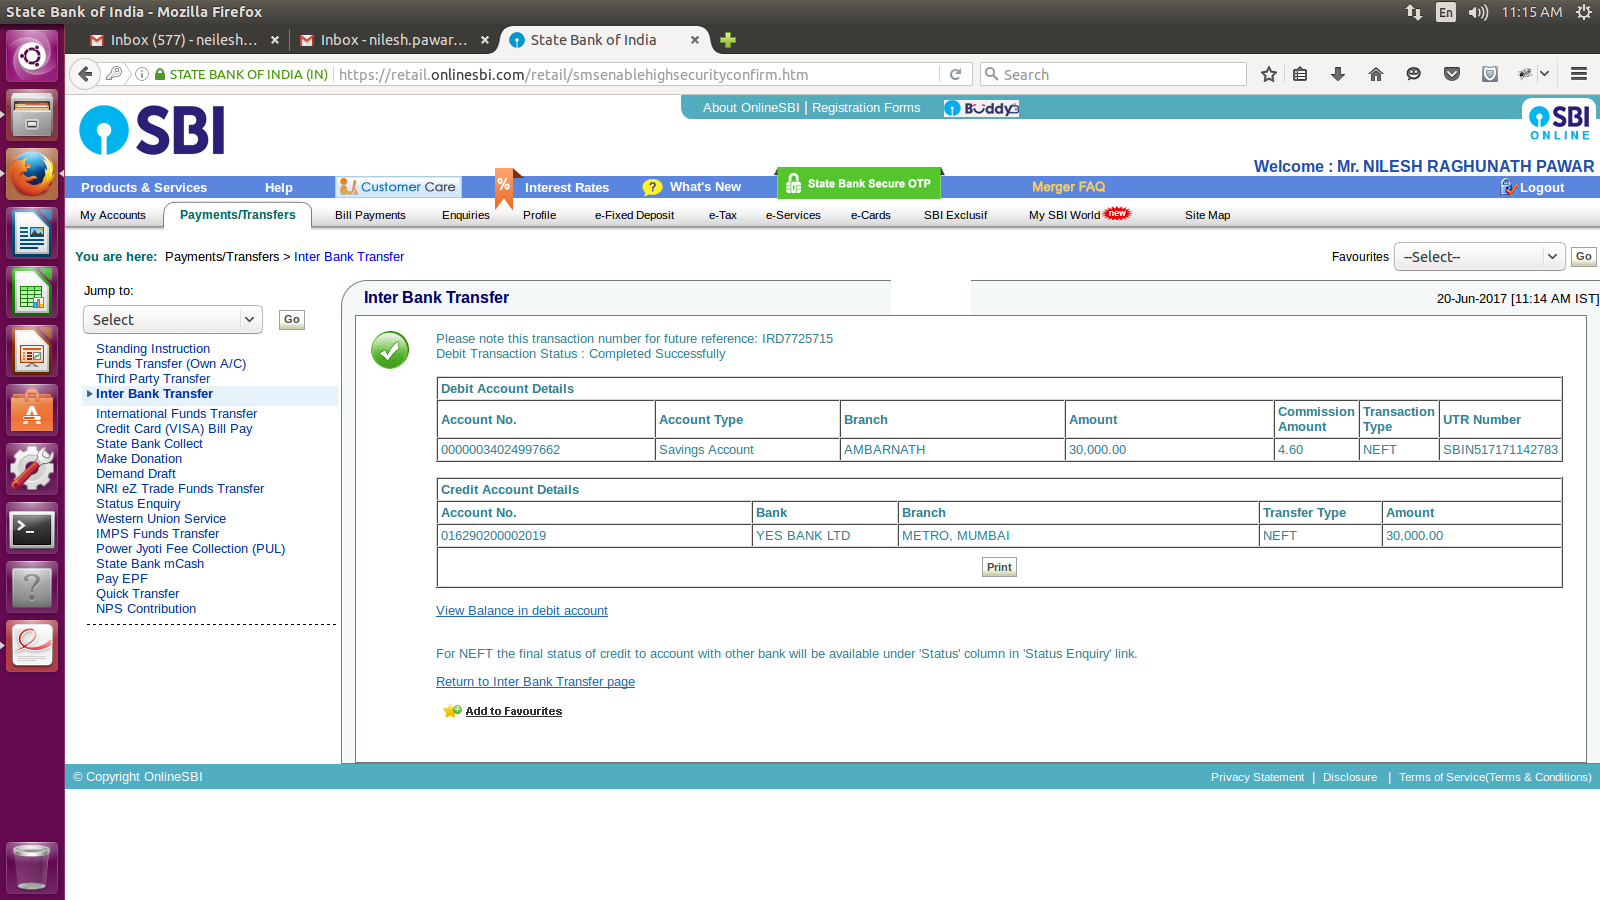 State Bank of India - Mozilla Firefox
En 11:15 AM
Inbox (577) - neilesh... Inbox - nilesh.pawar... State Bank of India
STATE BANK OF INDIA (IN) https://retail.onlinesbi.com/retail/smsenablehighsecurityconfirm.htm Search
SBI
About OnlineSBI | Registration Forms Buddy
SBI
ONLINE
Welcome : Mr. NILESH RAGHUNATH PAWAR
Products & Services Help Customer Care % Interest Rates ? What's New State Bank Secure OTP Merger FAQ Logout
My Accounts Payments/Transfers Bill Payments Enquiries Profile e-Fixed Deposit e-Tax e-Services e-Cards SBI Exclusif My SBI World new Site Map
You are here: Payments/Transfers > Inter Bank Transfer Favourites --Select-- Go
Jump to:
Select Go
Standing Instruction
Funds Transfer (Own A/C)
Third Party Transfer
Inter Bank Transfer
International Funds Transfer
Credit Card (VISA) Bill Pay
State Bank Collect
Make Donation
Demand Draft
NRI eZ Trade Funds Transfer
Status Enquiry
Western Union Service
IMPS Funds Transfer
Power Jyoti Fee Collection (PUL)
State Bank mCash
Pay EPF
Quick Transfer
NPS Contribution
Inter Bank Transfer 20-Jun-2017 [11:14 AM IST]
Please note this transaction number for future reference: IRD7725715
Debit Transaction Status : Completed Successfully
Debit Account Details
Account No. Account Type Branch Amount Commission Amount Transaction Type UTR Number
00000034024997662 Savings Account AMBARNATH 30,000.00 4.60 NEFT SBIN517171142783
Credit Account Details
Account No. Bank Branch Transfer Type Amount
016290200002019 YES BANK LTD METRO, MUMBAI NEFT 30,000.00
Print
View Balance in debit account
For NEFT the final status of credit to account with other bank will be available under 'Status' column in 'Status Enquiry' link.
Return to Inter Bank Transfer page
Add to Favourites
© Copyright OnlineSBI Privacy Statement | Disclosure | Terms of Service(Terms & Conditions)